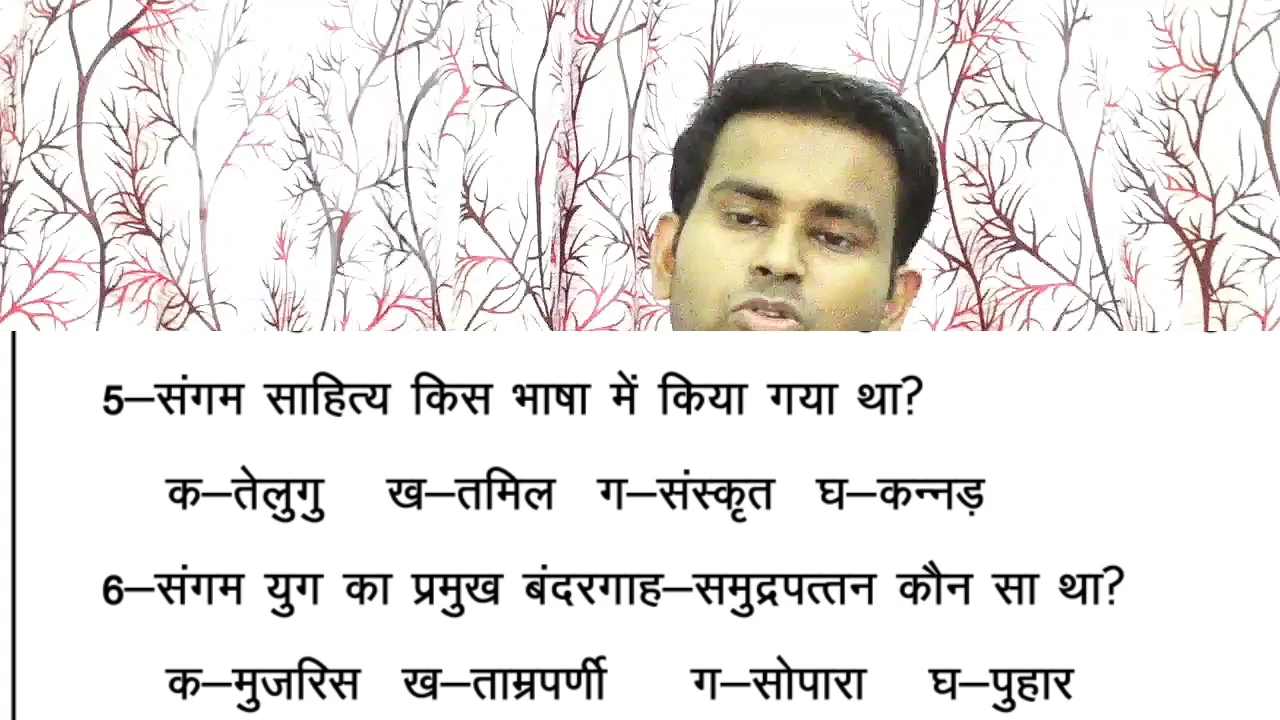 5–संगम साहित्य किस भाषा में किया गया था?
क–तेलुगु ख–तमिल ग–संस्कृत घ–कन्नड़
6–संगम युग का प्रमुख बंदरगाह–समुद्रपत्तन कौन सा था?
क–मुजरिस ख–ताम्रपर्णी ग–सोपारा घ–पुहार